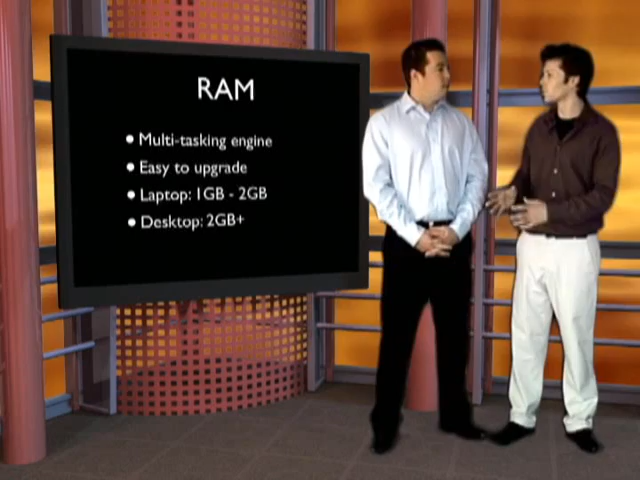 RAM
• Multi-tasking engine
• Easy to upgrade
• Laptop: 1GB - 2GB
• Desktop: 2GB+